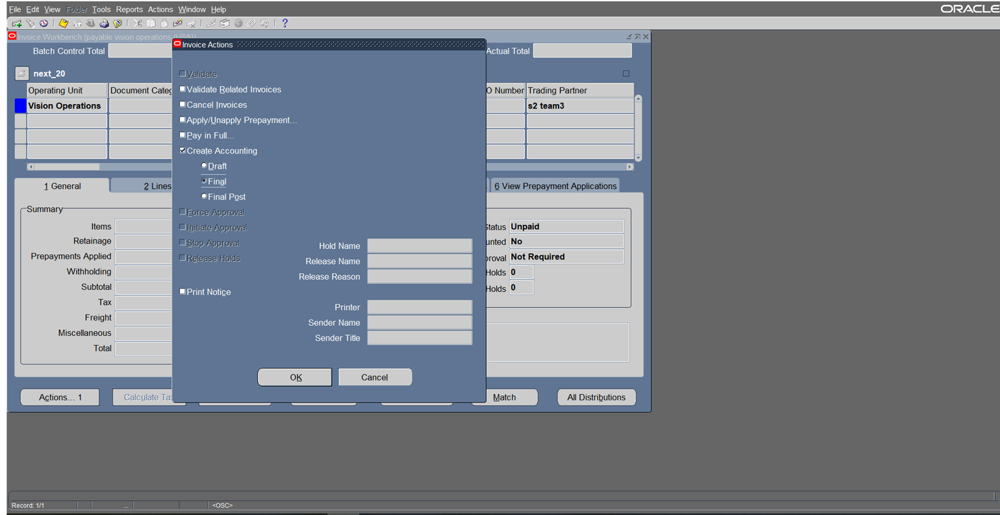 File Edit View Folder Tools Reports Actions Window Help
ORACLE
Invoice Workbench (payable vision operations (USA))
Invoice Actions
Batch Control Total
Actual Total
next_20
Validate
Validate Related Invoices
Cancel Invoices
Apply/Unapply Prepayment...
Pay in Full...
Create Accounting
Draft
Final
Final Post
Force Approval
Initiate Approval
Stop Approval
Release Holds
Print Notice
Hold Name
Release Name
Release Reason
Printer
Sender Name
Sender Title
OK
Cancel
Operating Unit
Document Categ
O Number
Trading Partner
Vision Operations
s2 team3
1 General
2 Lines
6 View Prepayment Applications
Summary
Items
Retainage
Prepayments Applied
Withholding
Subtotal
Tax
Freight
Miscellaneous
Total
Status Unpaid
unted No
roval Not Required
Holds 0
Holds 0
Actions... 1
Calculate Ta
Match
All Distributions
Record: 1/1
...
<OSC>